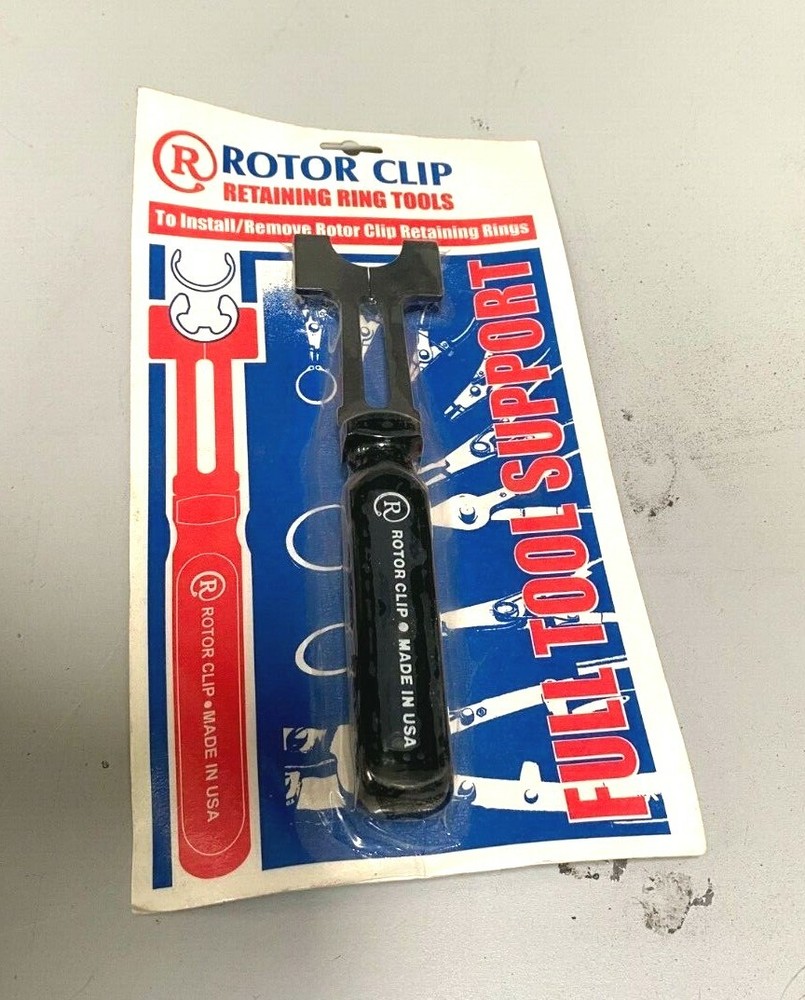 R ROTOR CLIP
RETAINING RING TOOLS
To Install/Remove Rotor Clip Retaining Rings
FULL TOOL SUPPORT
R ROTOR CLIP • MADE IN USA
R ROTOR CLIP • MADE IN USA